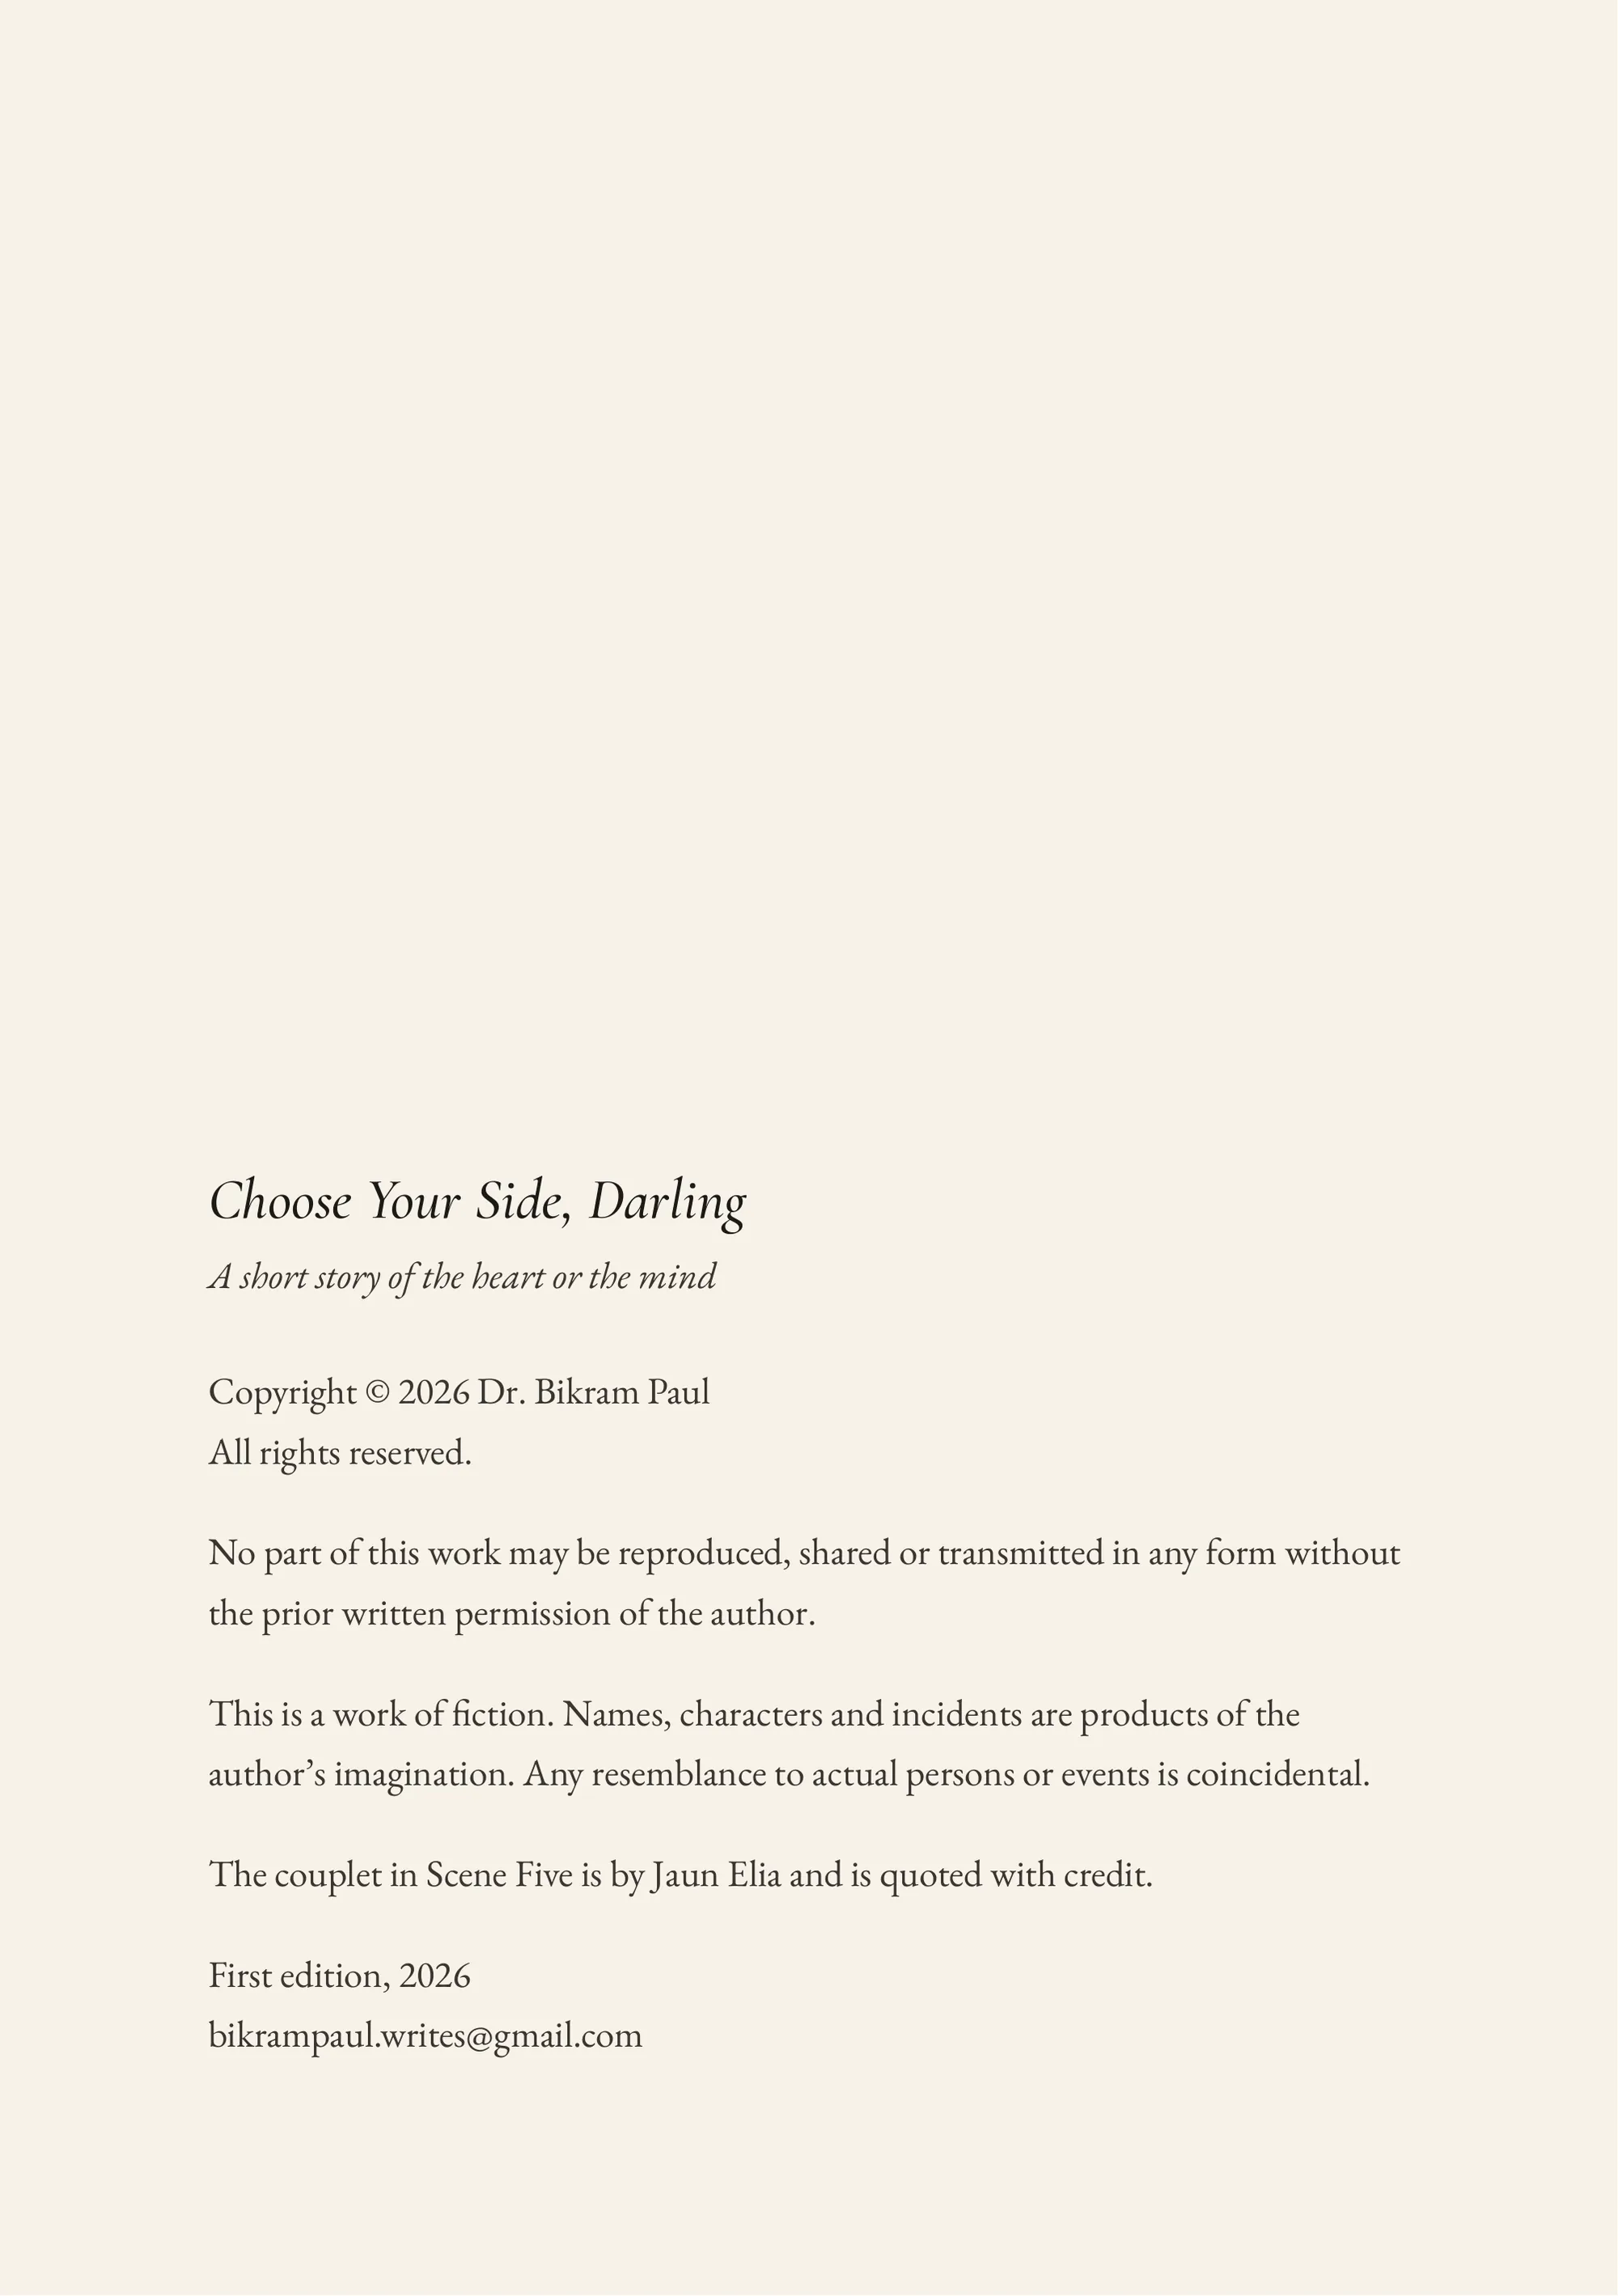 Choose Your Side, Darling
A short story of the heart or the mind
Copyright © 2026 Dr. Bikram Paul
All rights reserved.
No part of this work may be reproduced, shared or transmitted in any form without
the prior written permission of the author.
This is a work of fiction. Names, characters and incidents are products of the
author’s imagination. Any resemblance to actual persons or events is coincidental.
The couplet in Scene Five is by Jaun Elia and is quoted with credit.
First edition, 2026
bikrampaul.writes@gmail.com